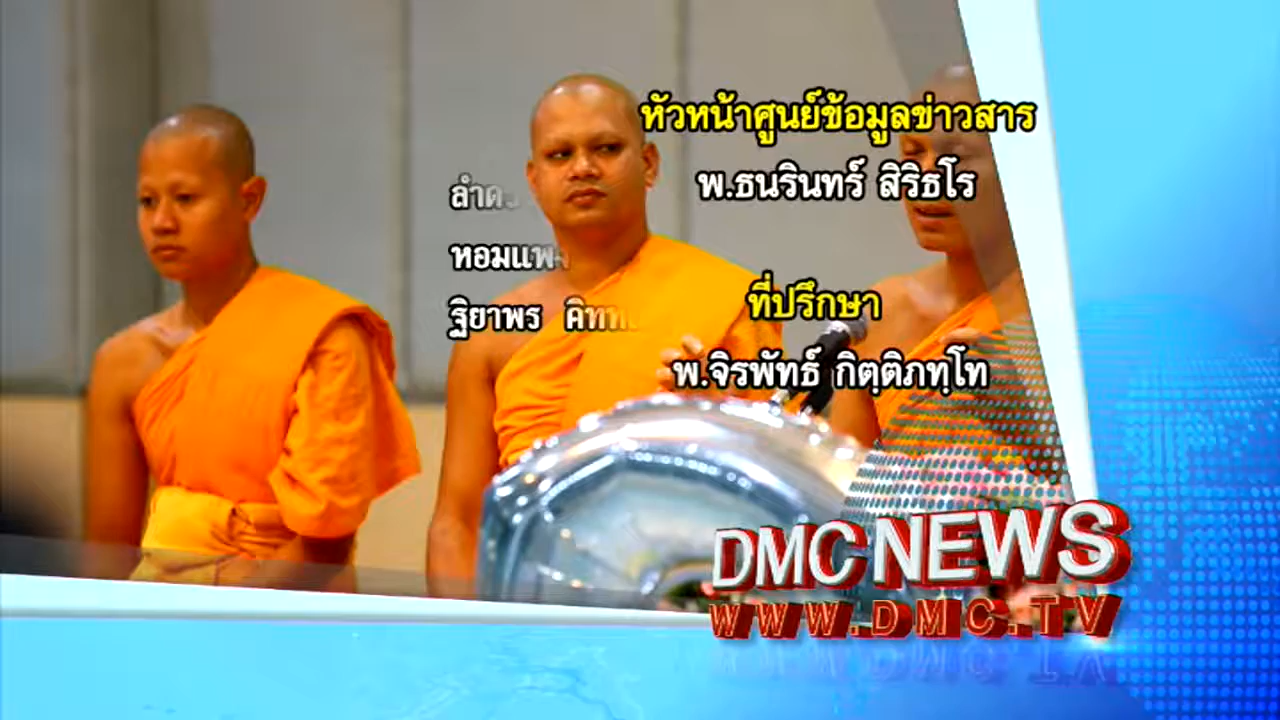 หัวหน้าศูนย์ข้อมูลข่าวสาร
พ.ธนรินทร์ สิริธโร
หอมแพง
ฐิยาพร
ที่ปรึกษา
พ.จิรพัทธ์ กิตฺติภทฺโท
DMC NEWS
WWW.DMC.TV